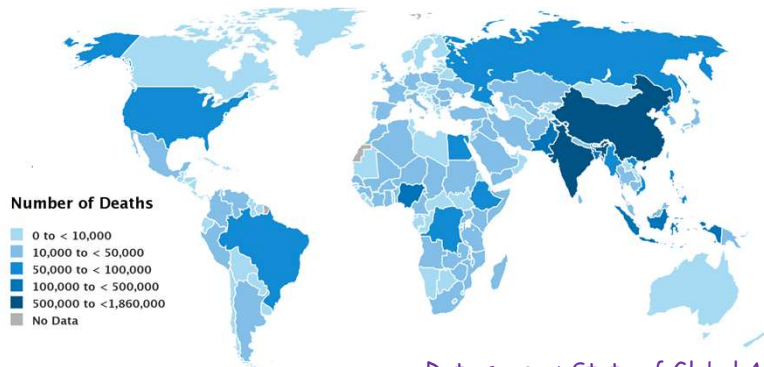 Number of Deaths
0 to < 10,000
10,000 to < 50,000
50,000 to < 100,000
100,000 to < 500,000
500,000 to <1,860,000
No Data